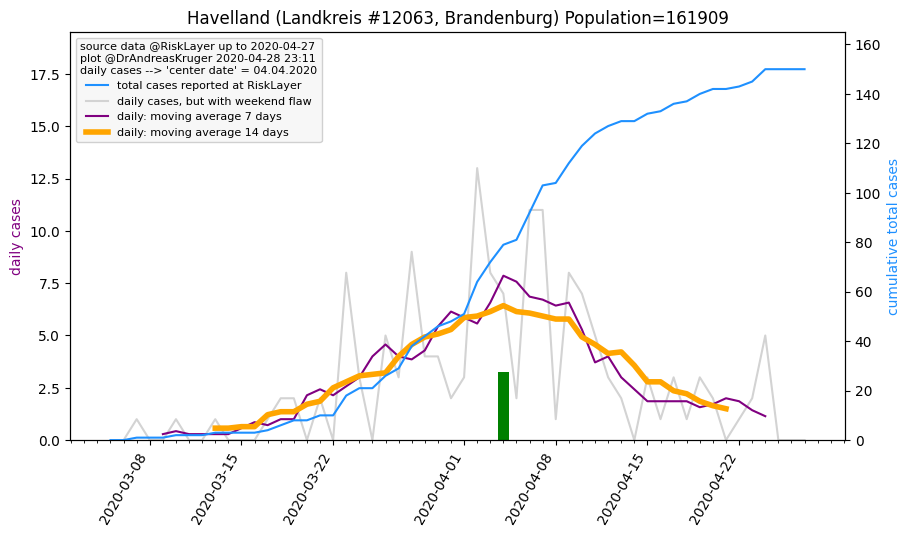 Havelland (Landkreis #12063, Brandenburg) Population=161909
source data @RiskLayer up to 2020-04-27
plot @DrAndreasKruger 2020-04-28 23:11
daily cases --> 'center date' = 04.04.2020
total cases reported at RiskLayer
daily cases, but with weekend flaw
daily: moving average 7 days
daily: moving average 14 days
daily cases
17.5
15.0
12.5
10.0
7.5
5.0
2.5
0.0
160
140
120
100
80
60
40
20
0
cumulative total cases
2020-03-08
2020-03-15
2020-03-22
2020-04-01
2020-04-08
2020-04-15
2020-04-22